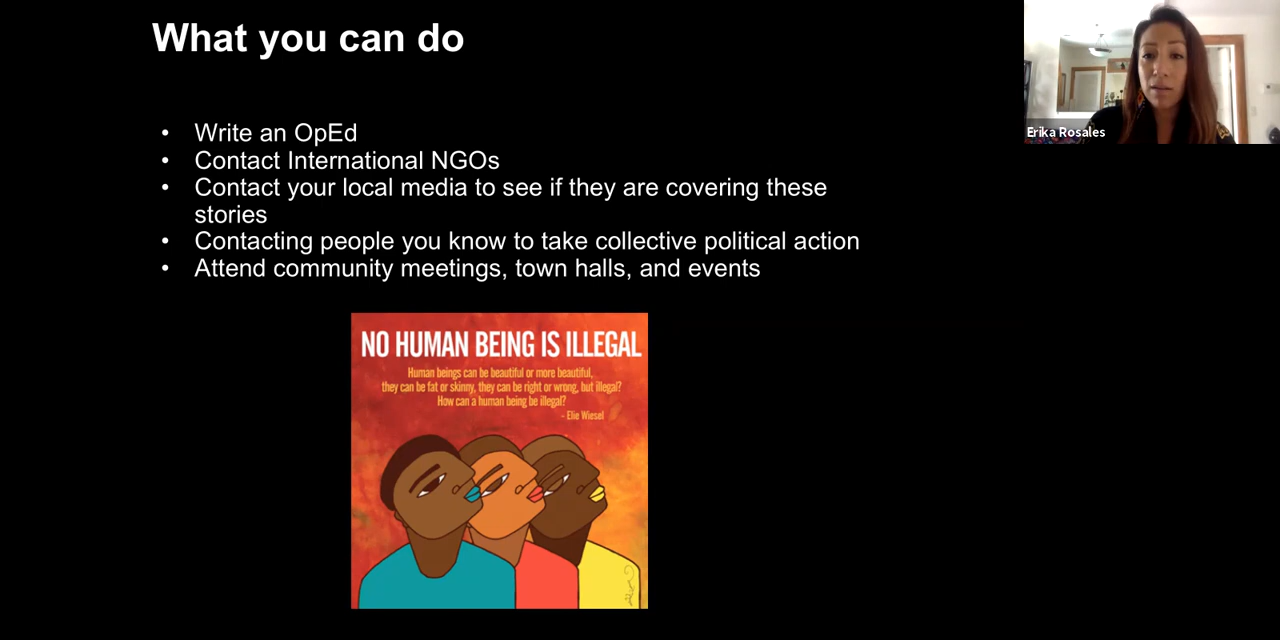 What you can do
• Write an OpEd
• Contact International NGOs
• Contact your local media to see if they are covering these
stories
• Contacting people you know to take collective political action
• Attend community meetings, town halls, and events
NO HUMAN BEING IS ILLEGAL
Human beings can be beautiful or more beautiful,
they can be fat or skinny, they can be right or wrong, but illegal?
How can a human being be illegal?
- Elie Wiesel
Erika Rosales